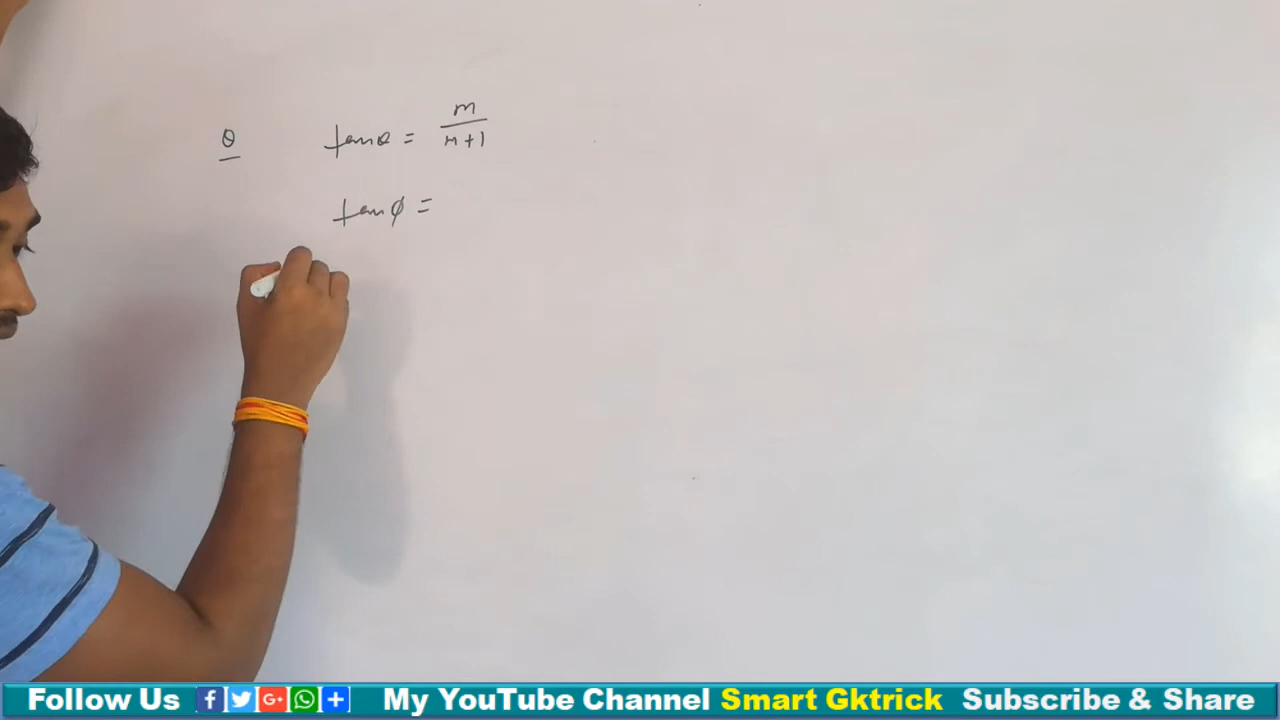 θ tanθ = m/(m+1)
tanϕ =
Follow Us My YouTube Channel Smart Gktrick Subscribe & Share